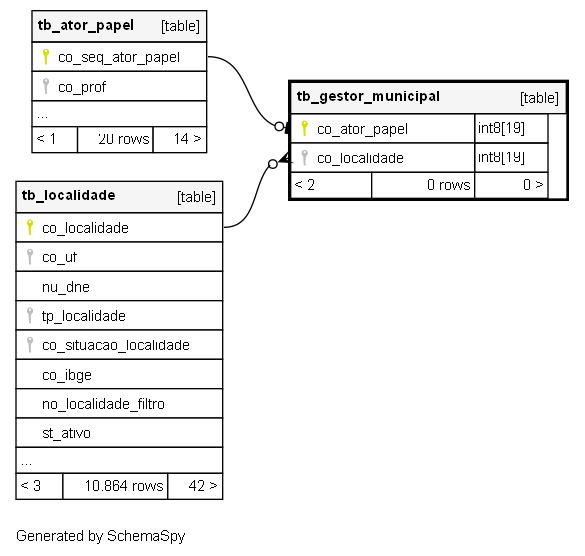 tb_ator_papel [table]
co_seq_ator_papel
co_prof
...
< 1 20 rows 14 >
tb_gestor_municipal [table]
co_ator_papel int8[19]
co_localidade int8[19]
< 2 0 rows 0 >
tb_localidade [table]
co_localidade
co_uf
nu_dne
tp_localidade
co_situacao_localidade
co_ibge
no_localidade_filtro
st_ativo
...
< 3 10.864 rows 42 >
Generated by SchemaSpy